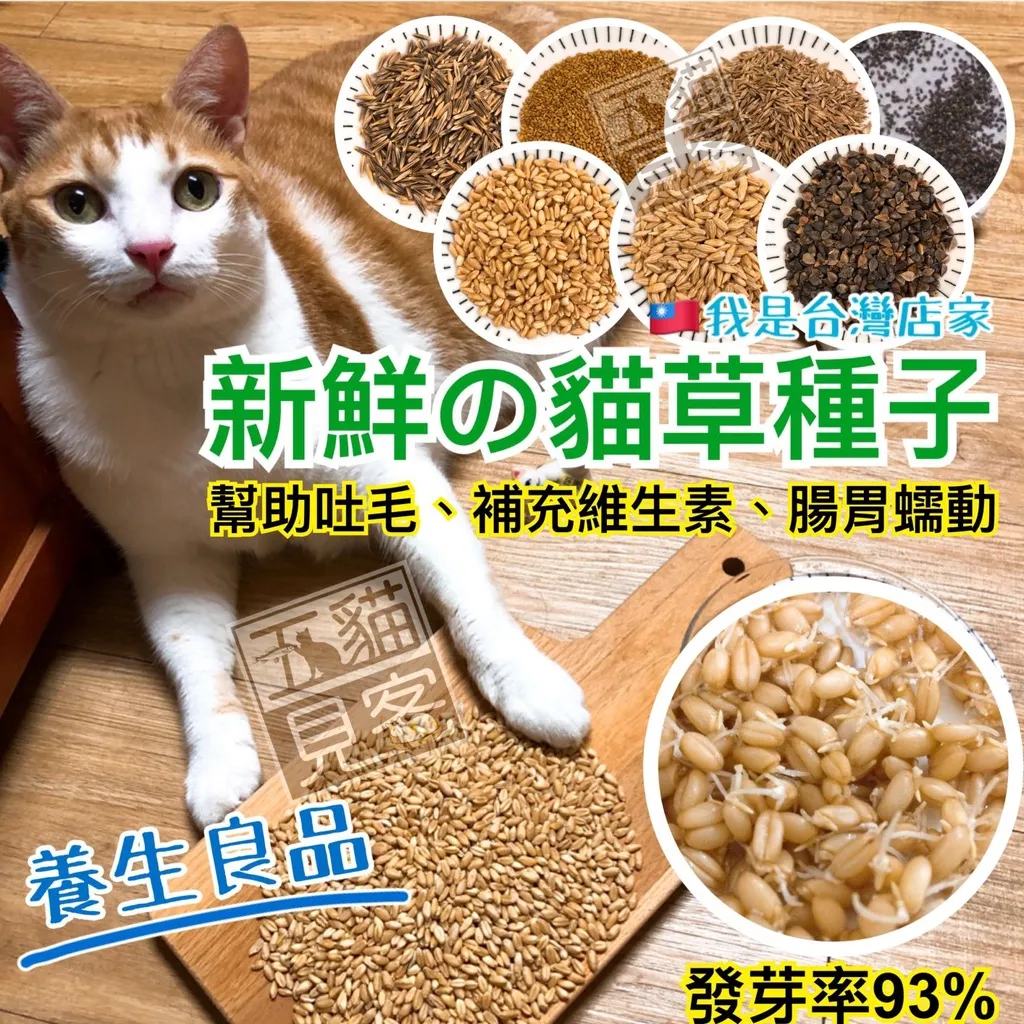 🇹🇼我是台灣店家
新鮮の貓草種子
幫助吐毛、補充維生素、腸胃蠕動
養生良品
發芽率93%